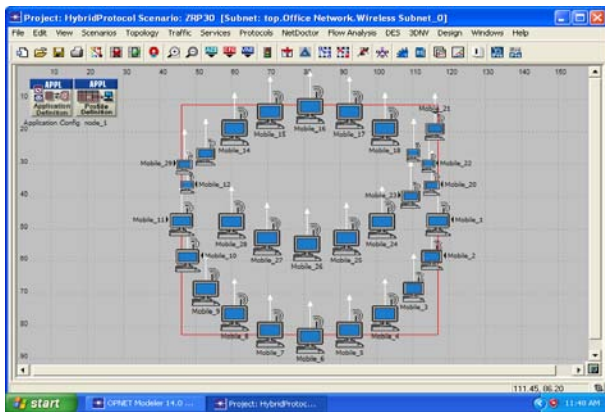 Project: HybridProtocol Scenario: ZRP30 [Subnet: top.Office Network.Wireless Subnet_0]
File Edit View Scenarios Topology Traffic Services Protocols NetDoctor Flow Analysis DES 3DNV Design Windows Help
10 20 30 40 50 60 70 80 90 100 110 120 130 140 150
APPL APPL
Application Definition Profile Definition
Application Config node_1
10
20
30
40
50
60
70
80
90
Mobile_21
Mobile_14 Mobile_15 Mobile_16 Mobile_17 Mobile_18
Mobile_29 Mobile_22
Mobile_12 Mobile_20
Mobile_23
Mobile_11 Mobile_1
Mobile_28 Mobile_27 Mobile_26 Mobile_25 Mobile_24
Mobile_10 Mobile_2
Mobile_9 Mobile_3
Mobile_8 Mobile_7 Mobile_6 Mobile_5 Mobile_4
111.45, 86.20
start OPNET Modeler 14.0 ... Project: HybridProtoc... 11:48 AM